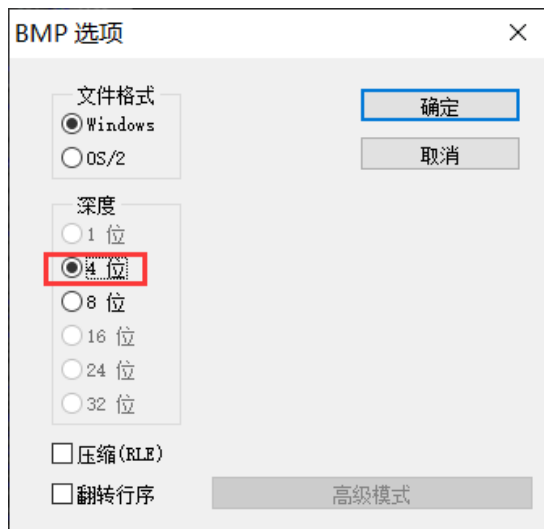 BMP 选项
文件格式
Windows
OS/2
确定
取消
深度
1 位
4 位
8 位
16 位
24 位
32 位
压缩(RLE)
翻转行序
高级模式